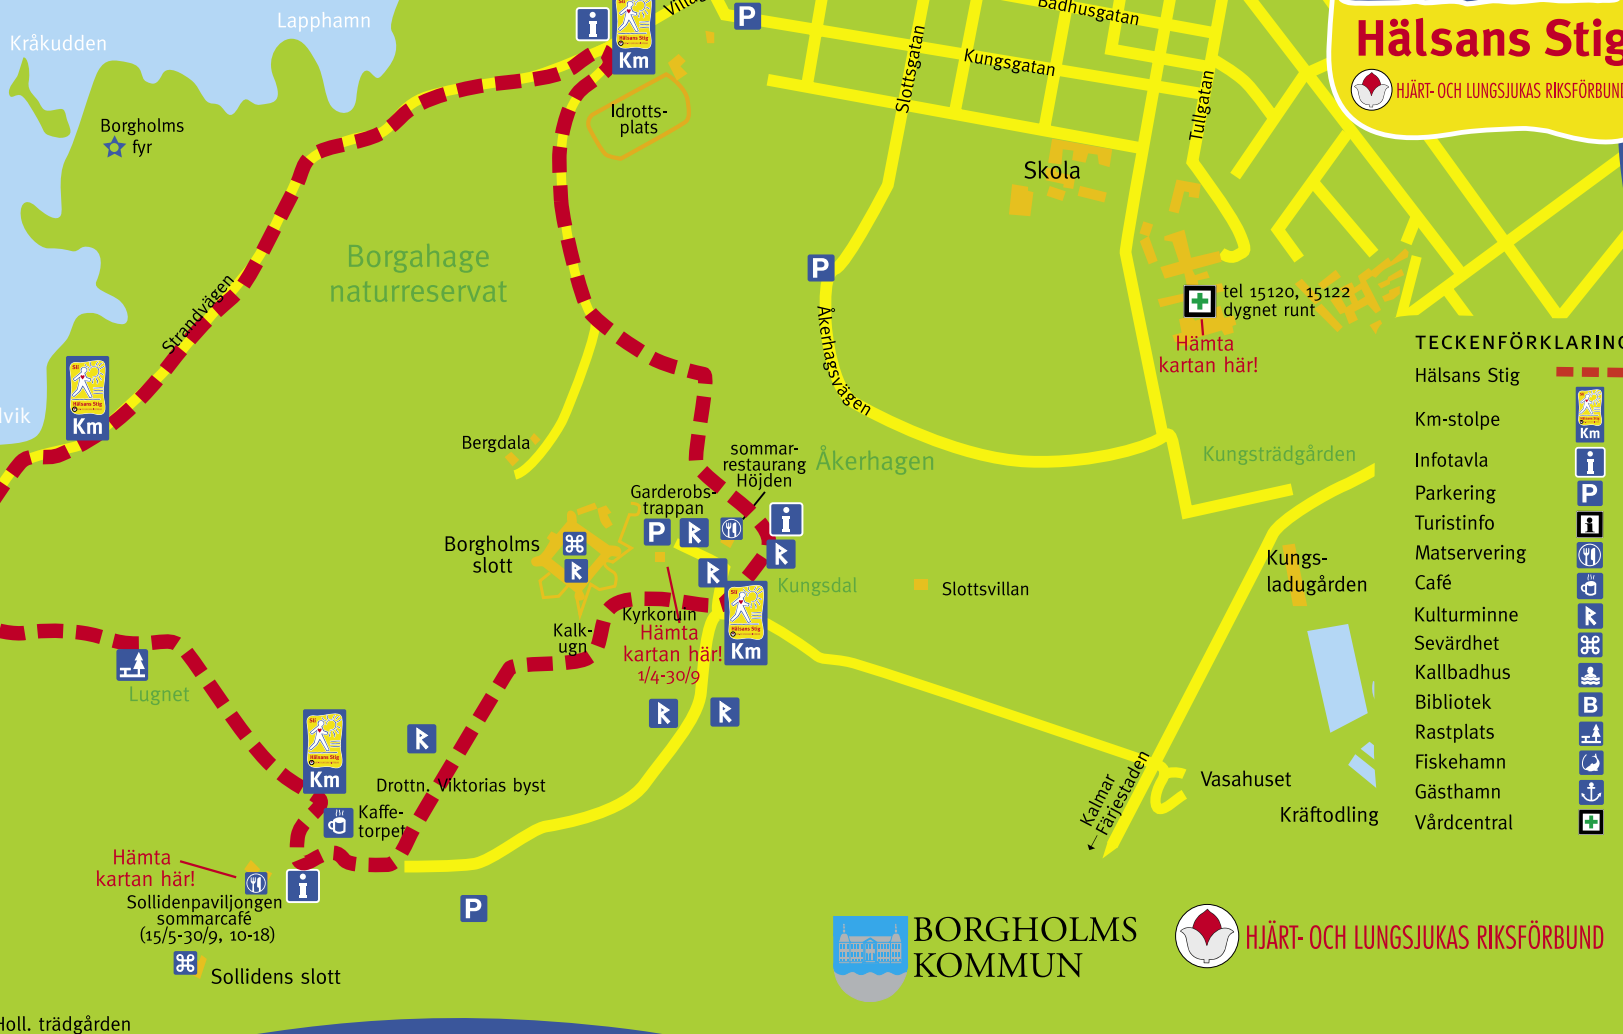 Lapphamn
Kråkudden
Borgholms
fyr
Strandvägen
Borgahage
naturreservat
Km
Km
Idrotts-
plats
P
Badhusgatan
Kungsgatan
Slottsgatan
Tullgatan
Skola
P
Åkerhagsvägen
Hälsans Stig
HJÄRT- OCH LUNGSJUKAS RIKSFÖRBUND
tel 15120, 15122
dygnet runt
Hämta
kartan här!
Bergdala
sommar-
restaurang
Höjden
Åkerhagen
Kungsträdgården
Garderobs-
trappan
P
Borgholms
slott
Kungsdal
Slottsvillan
Kungs-
ladugården
Kyrkoruin
Hämta
kartan här!
1/4-30/9
Km
Kalk-
ugn
Lugnet
Km
Drottn. Viktorias byst
Kaffe-
torpet
Hämta
kartan här!
Sollidenpaviljongen
sommarcafé
(15/5-30/9, 10-18)
P
Sollidens slott
Holl. trädgården
Kalmar
Färjestaden
Vasahuset
Kräftodling
TECKENFÖRKLARING
Hälsans Stig
Km-stolpe
Km
Infotavla
Parkering P
Turistinfo
Matservering
Café
Kulturminne
Sevärdhet
Kallbadhus
Bibliotek B
Rastplats
Fiskehamn
Gästhamn
Vårdcentral
BORGHOLMS
KOMMUN
HJÄRT- OCH LUNGSJUKAS RIKSFÖRBUND